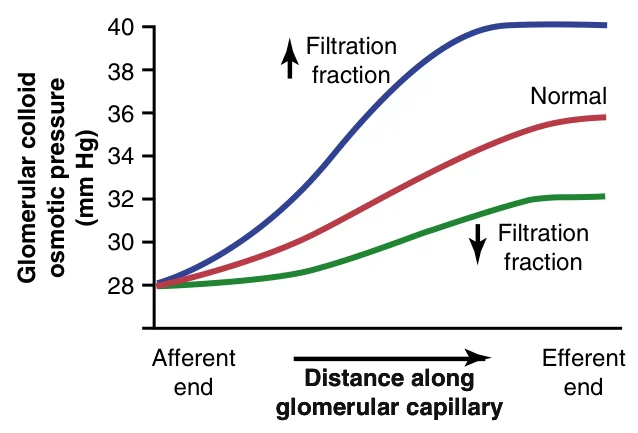 Glomerular colloid
osmotic pressure
(mm Hg)
40
38
36
34
32
30
28
Filtration
fraction
Normal
Filtration
fraction
Afferent
end
Distance along
glomerular capillary
Efferent
end